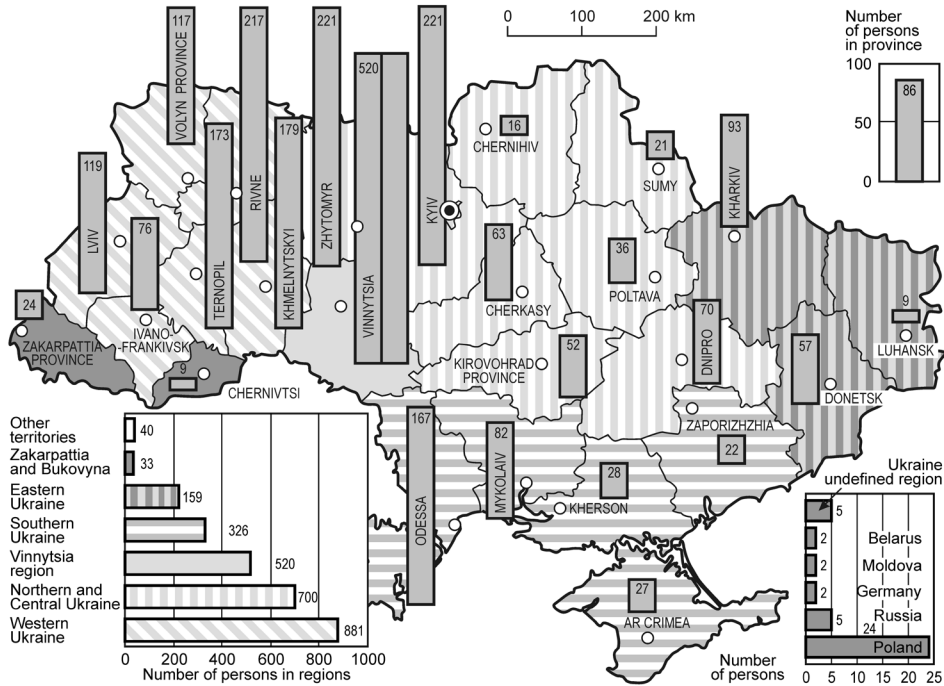 117
217
221
221
520
0 100 200 km
Number
of persons
in province
100
50
0
86
VOLYN PROVINCE
173
179
RIVNE
ZHYTOMYR
KYIV
16
CHERNIHIV
21
SUMY
93
KHARKIV
119
LVIV
76
TERNOPIL
KHMELNYTSKYI
VINNYTSIA
63
CHERKASY
36
POLTAVA
24
ZAKARPATTIA
PROVINCE
IVANO-
-FRANKIVSK
9
CHERNIVTSI
KIROVOHRAD
PROVINCE
52
70
DNIPRO
57
DONETSK
9
LUHANSK
167
ODESSA
82
MYKOLAIV
28
KHERSON
ZAPORIZHZHIA
22
27
AR CRIMEA
Other
territories
40
Zakarpattia
and Bukovyna
33
Eastern
Ukraine
159
Southern
Ukraine
326
Vinnytsia
region
520
Northern and
Central Ukraine
700
Western
Ukraine
881
0 200 400 600 800 1000
Number of persons in regions
Ukraine
undefined region
5
2 Belarus
2 Moldova
2 Germany
5 Russia
24
Poland
Number
of persons
0 5 10 15 20 25